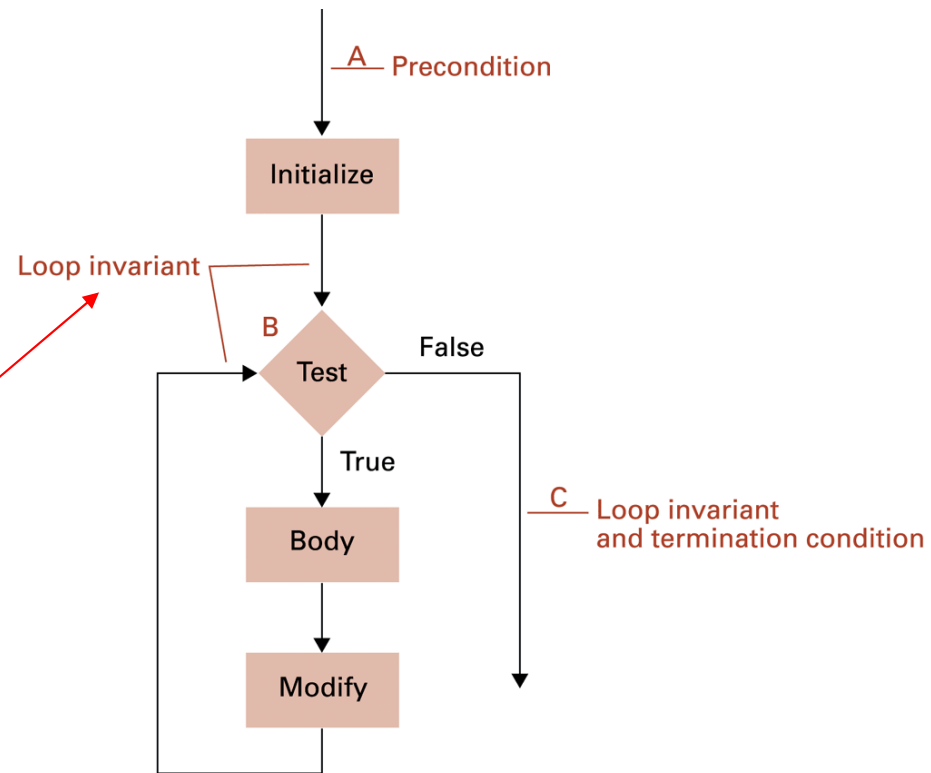 A
Precondition
Initialize
Loop invariant
B
Test
False
True
C
Loop invariant
and termination condition
Body
Modify